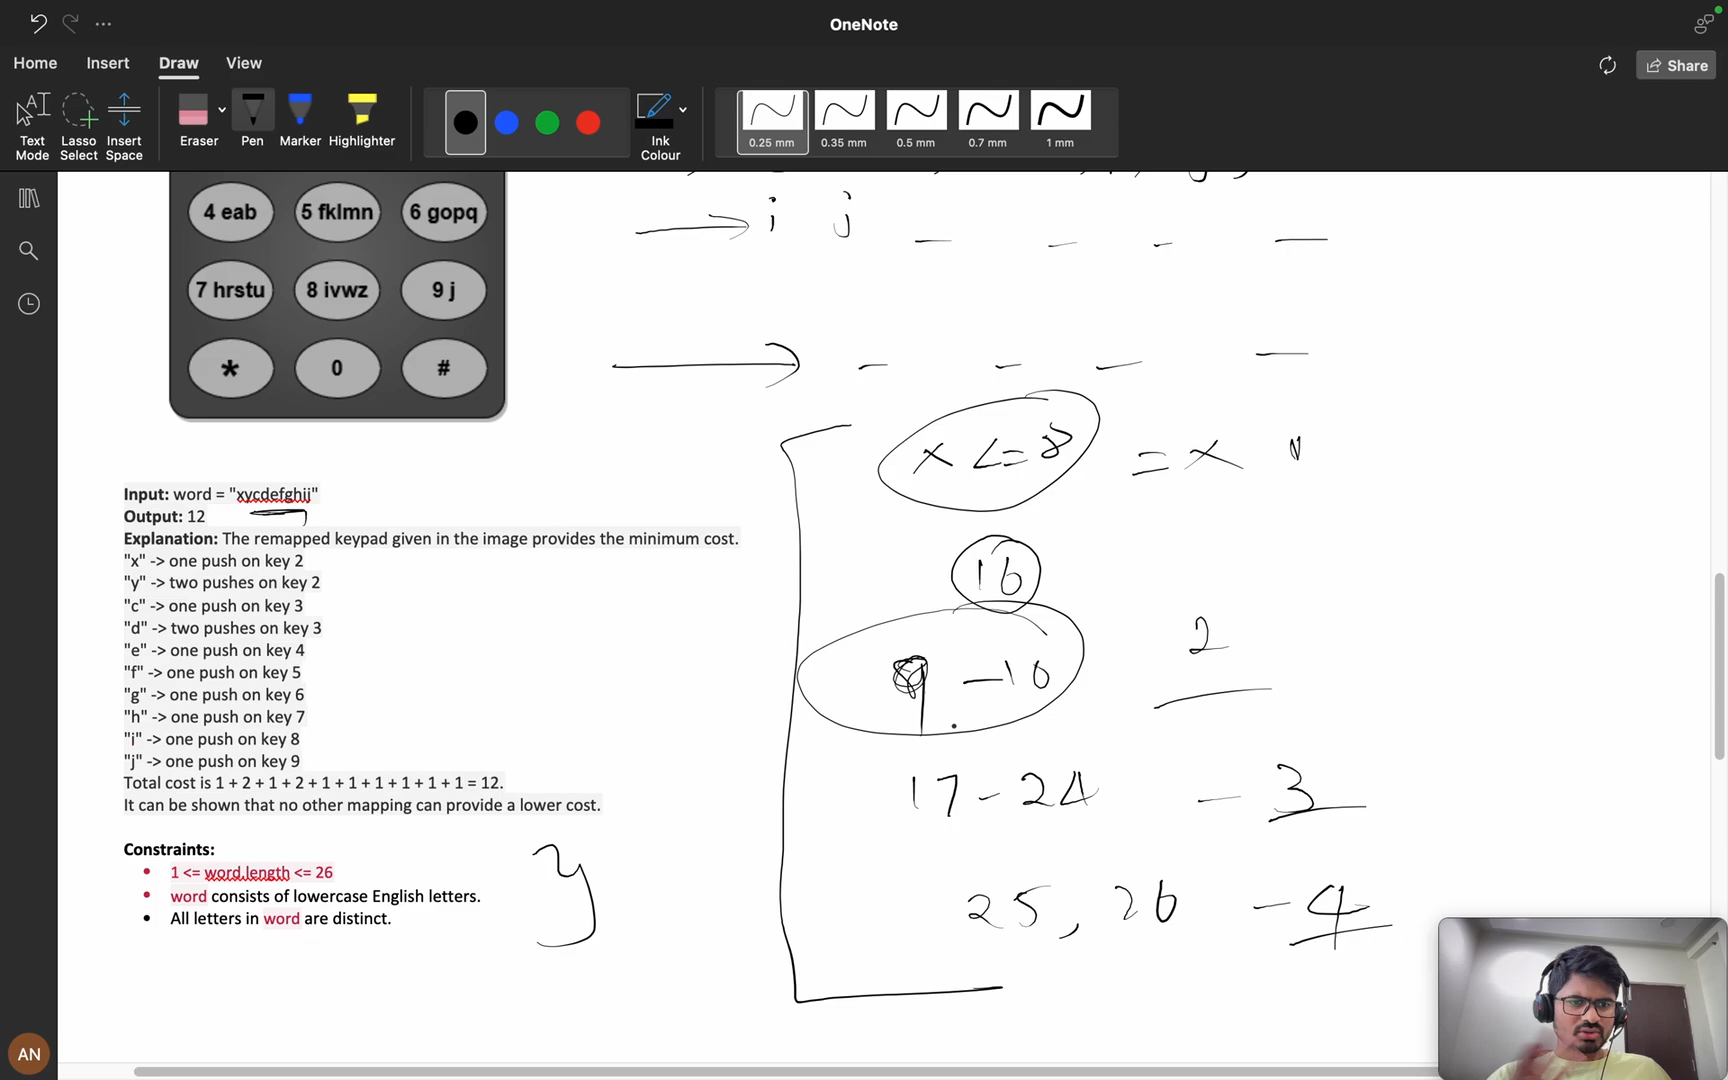 OneNote
Home Insert Draw View
Share
Text Mode
Lasso Select
Insert Space
Eraser
Pen
Marker
Highlighter
Ink Colour
0.25 mm
0.35 mm
0.5 mm
0.7 mm
1 mm
4 eab 5 fklmn 6 gopq
7 hrstu 8 ivwz 9 j
* 0 #
i j
x <= 8 = x
16
9 - 16 2
17 - 24 - 3
25, 26 - 4
Input: word = "xycdefghij"
Output: 12
Explanation: The remapped keypad given in the image provides the minimum cost.
"x" -> one push on key 2
"y" -> two pushes on key 2
"c" -> one push on key 3
"d" -> two pushes on key 3
"e" -> one push on key 4
"f" -> one push on key 5
"g" -> one push on key 6
"h" -> one push on key 7
"i" -> one push on key 8
"j" -> one push on key 9
Total cost is 1 + 2 + 1 + 2 + 1 + 1 + 1 + 1 + 1 + 1 = 12.
It can be shown that no other mapping can provide a lower cost.
Constraints:
• 1 <= word.length <= 26
• word consists of lowercase English letters.
• All letters in word are distinct.
AN